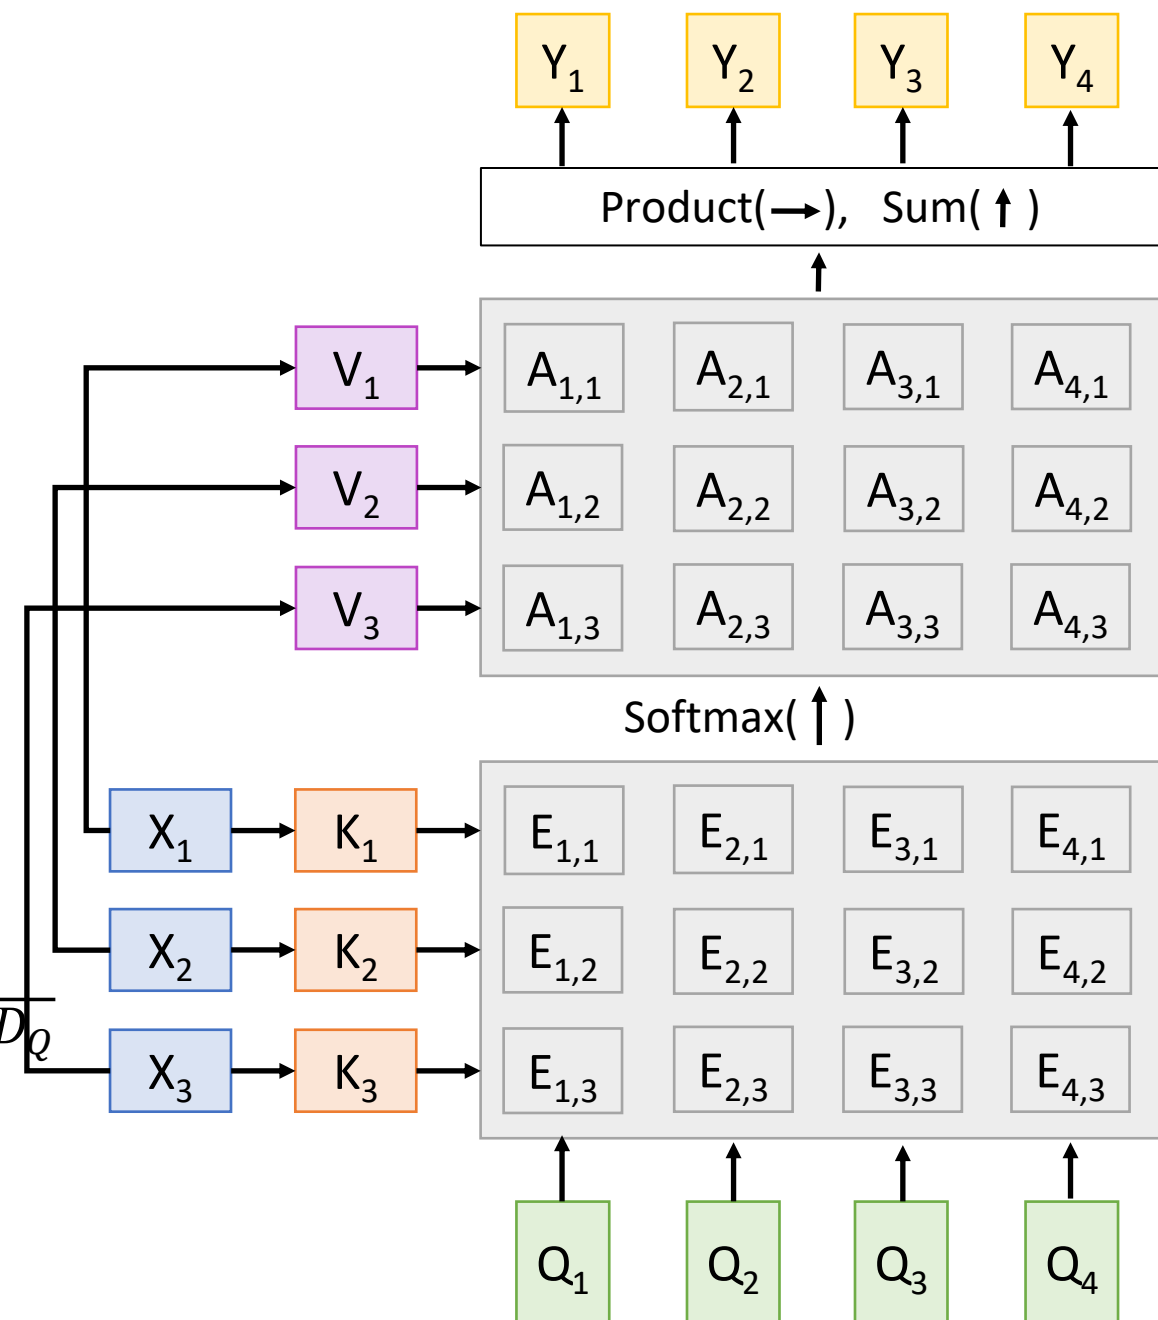 Y₁ Y₂ Y₃ Y₄
Product(→), Sum(↑)
V₁ A₁,₁ A₂,₁ A₃,₁ A₄,₁
V₂ A₁,₂ A₂,₂ A₃,₂ A₄,₂
V₃ A₁,₃ A₂,₃ A₃,₃ A₄,₃
Softmax(↑)
X₁ K₁ E₁,₁ E₂,₁ E₃,₁ E₄,₁
X₂ K₂ E₁,₂ E₂,₂ E₃,₂ E₄,₂
D_Q
X₃ K₃ E₁,₃ E₂,₃ E₃,₃ E₄,₃
Q₁ Q₂ Q₃ Q₄